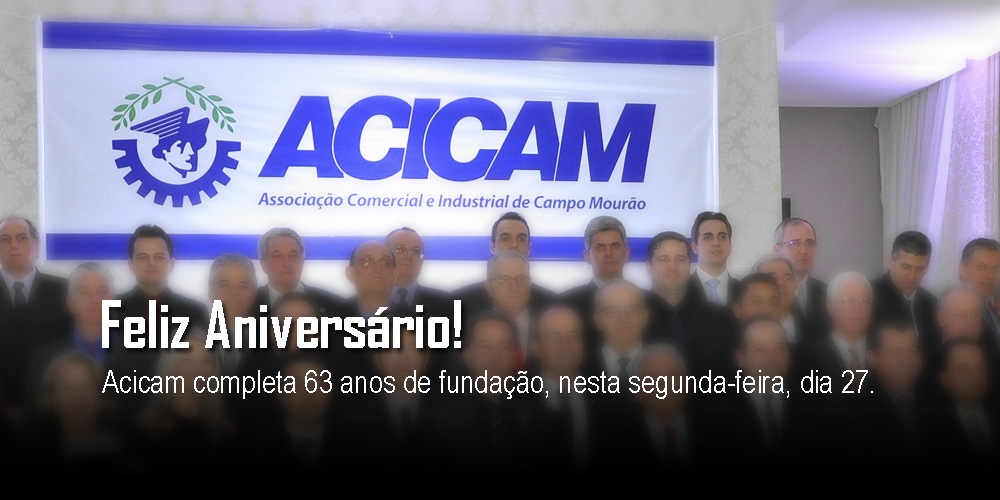 ACICAM
Associação Comercial e Industrial de Campo Mourão
Feliz Aniversário!
Acicam completa 63 anos de fundação, nesta segunda-feira, dia 27.